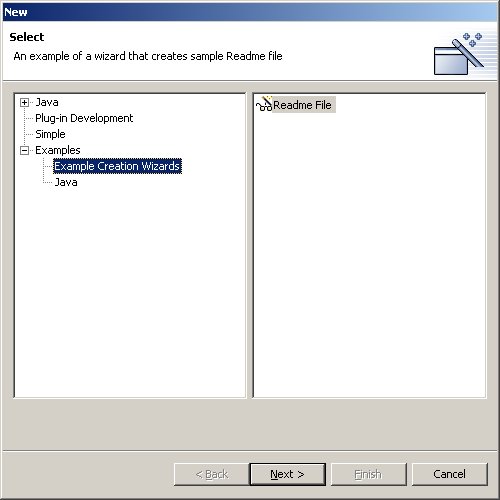 New
Select
An example of a wizard that creates sample Readme file
Java
Plug-in Development
Simple
Examples
Example Creation Wizards
Java
Readme File
< Back
Next >
Finish
Cancel